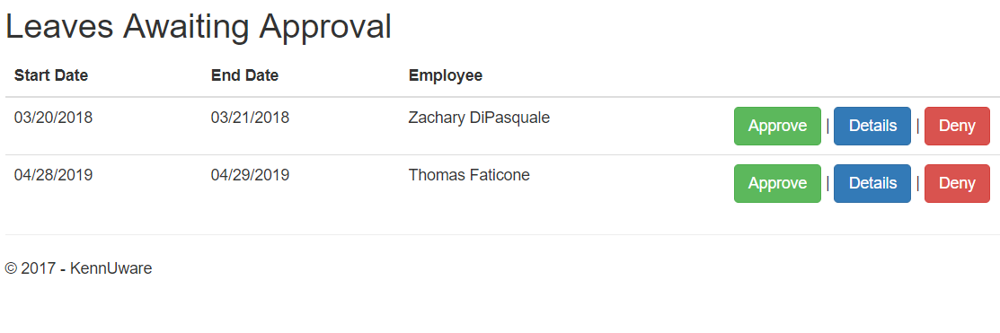 Leaves Awaiting Approval
Start Date End Date Employee
03/20/2018 03/21/2018 Zachary DiPasquale Approve | Details | Deny
04/28/2019 04/29/2019 Thomas Faticone Approve | Details | Deny
© 2017 - KennUware